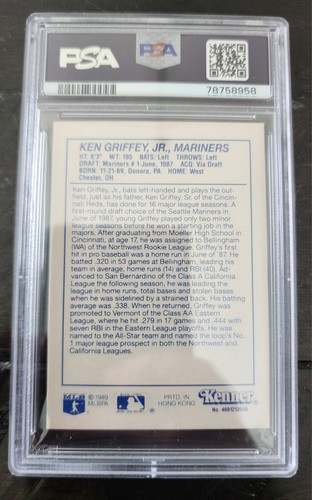 PSA
PSA
78758958
KEN GRIFFEY, JR., MARINERS
HT: 6'3" WT: 195 BATS: Left THROWS: Left
DRAFT: Mariners # 1-June, 1987 ACQ: Via Draft
BORN: 11-21-69, Donora, PA. HOME: West
Chester, OH
Ken Griffey, Jr., bats left-handed and plays the out-
field, just as his father, Ken Griffey, Sr. of the Cincinnati
Reds, has done for 16 major league seasons. A
first-round draft choice of the Seattle Mariners in
June of 1987, young Griffey played only two minor
league seasons before he won a starting job in the
majors. After graduating from Moeller High School in
Cincinnati, at age 17, he was assigned to Bellingham
(WA) of the Northwest Rookie League. Griffey's first
hit in pro baseball was a home run in June of '87. He
batted .320 in 53 games at Bellingham, leading his
team in average, home runs (14) and RBI (40). Ad-
vanced to San Bernardino of the Class A California
League the following season, he was leading the
league in home runs, total bases and stolen bases
when he was sidelined by a strained back. His batting
average was .338. When he returned, Griffey was
promoted to Vermont of the Class AA Eastern
League, where he hit .279 in 17 games and .444 with
seven RBI in the Eastern League playoffs. He was
named to the All-Star team and named the loop's No.
1 major league prospect in both the Northwest and
California Leagues.
© 1989
MLBPA
PRTD. IN
HONG KONG
Kenner